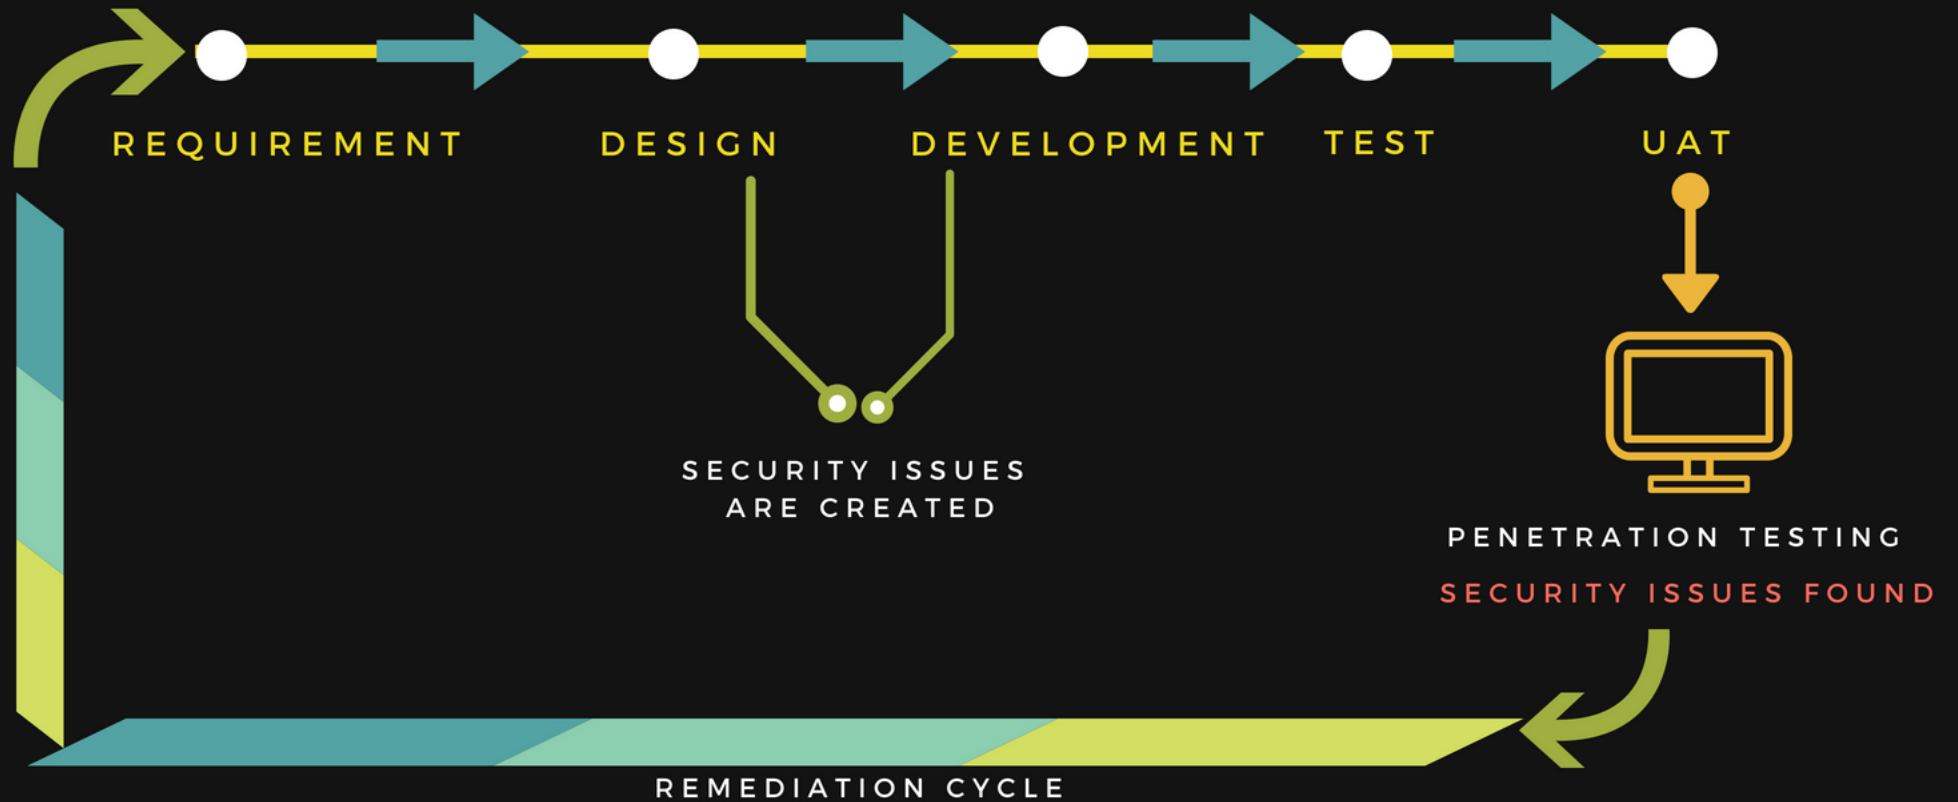 REQUIREMENT
DESIGN
DEVELOPMENT
TEST
UAT
SECURITY ISSUES
ARE CREATED
PENETRATION TESTING
SECURITY ISSUES FOUND
REMEDIATION CYCLE